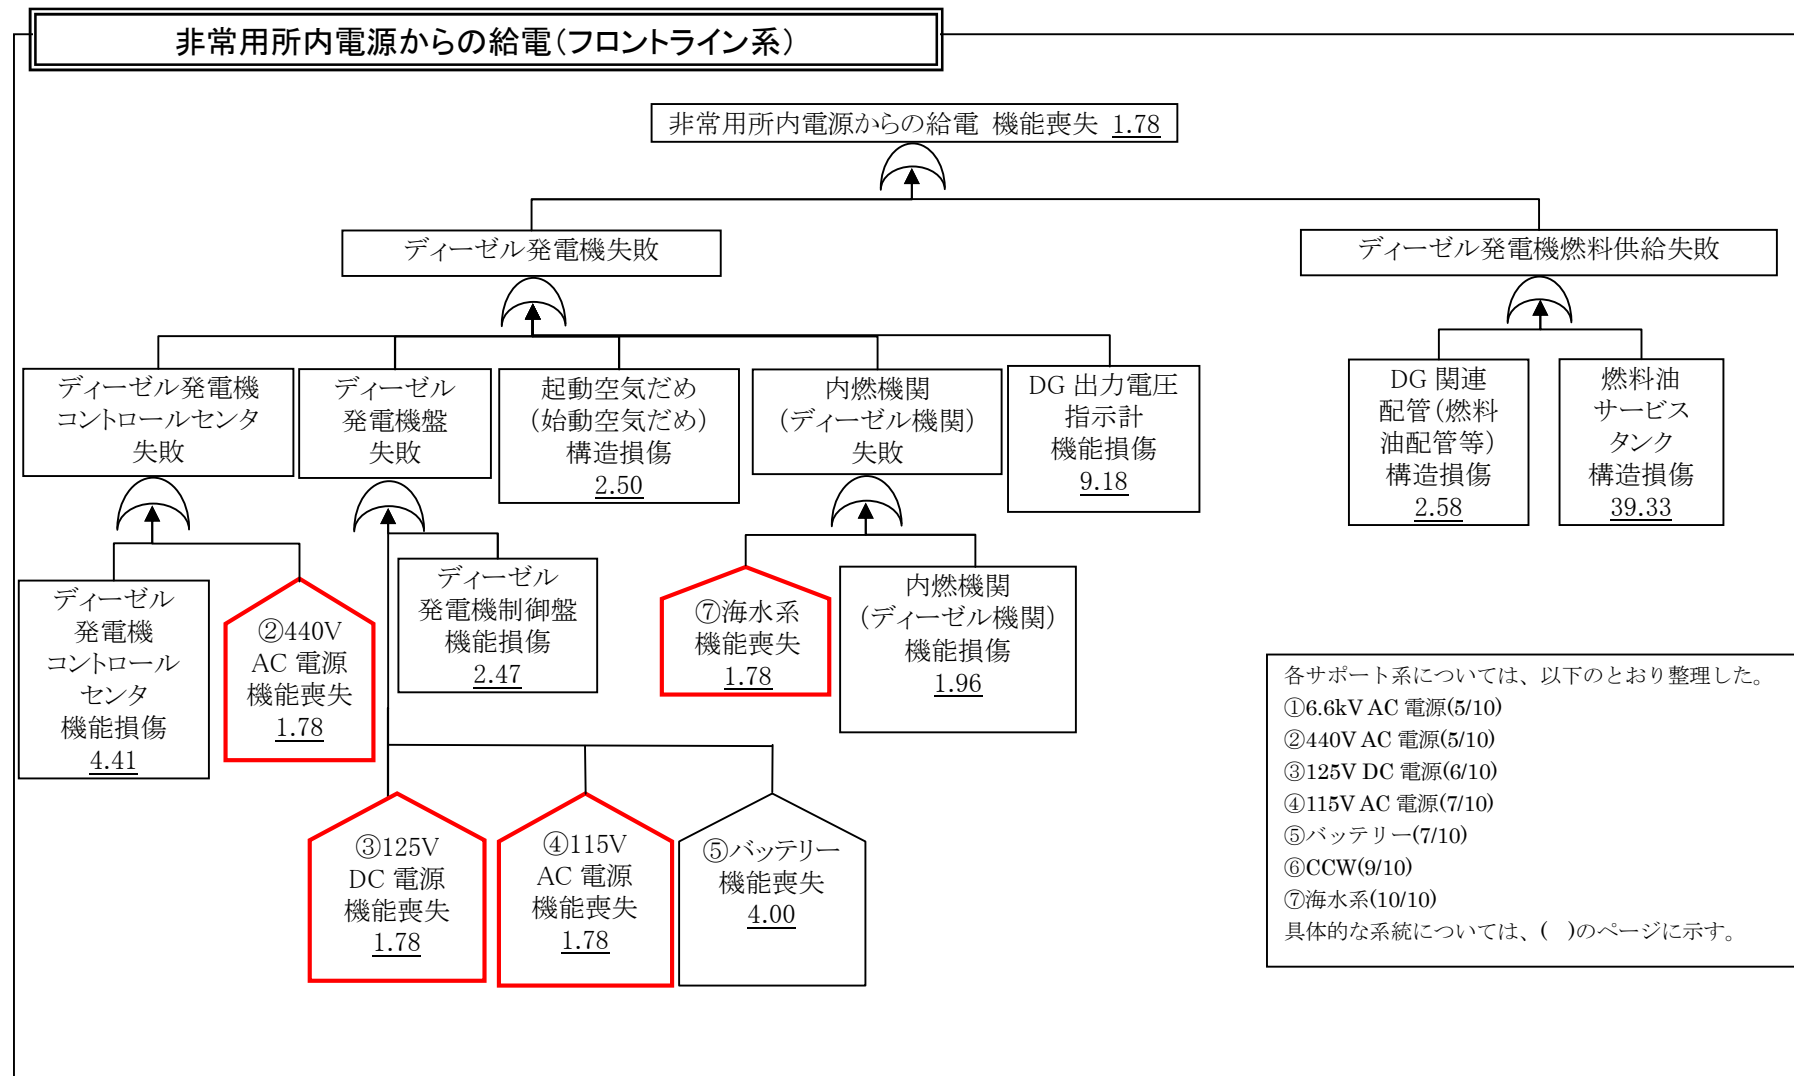 非常用所内電源からの給電(フロントライン系)
非常用所内電源からの給電 機能喪失 1.78
ディーゼル発電機失敗
ディーゼル発電機燃料供給失敗
ディーゼル発電機
コントロールセンタ
失敗
ディーゼル
発電機盤
失敗
起動空気だめ
(始動空気だめ)
構造損傷
2.50
内燃機関
(ディーゼル機関)
失敗
DG 出力電圧
指示計
機能損傷
9.18
DG 関連
配管(燃料
油配管等)
構造損傷
2.58
燃料油
サービス
タンク
構造損傷
39.33
ディーゼル
発電機
コントロール
センタ
機能損傷
4.41
②440V
AC 電源
機能喪失
1.78
ディーゼル
発電機制御盤
機能損傷
2.47
⑦海水系
機能喪失
1.78
内燃機関
(ディーゼル機関)
機能損傷
1.96
③125V
DC 電源
機能喪失
1.78
④115V
AC 電源
機能喪失
1.78
⑤バッテリー
機能喪失
4.00
各サポート系については、以下のとおり整理した。
①6.6kV AC 電源(5/10)
②440V AC 電源(5/10)
③125V DC 電源(6/10)
④115V AC 電源(7/10)
⑤バッテリー(7/10)
⑥CCW(9/10)
⑦海水系(10/10)
具体的な系統については、( )のページに示す。